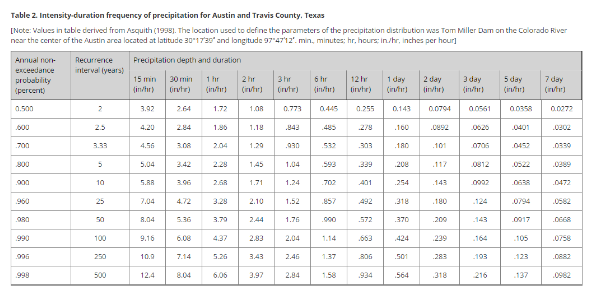 Table 2. Intensity-duration frequency of precipitation for Austin and Travis County, Texas
[Note: Values in table derived from Asquith (1998). The location used to define the parameters of the precipitation distribution was Tom Miller Dam on the Colorado River
near the center of the Austin area located at latitude 30°17'39" and longitude 97°47'12". min., minutes; hr, hours; in./hr, inches per hour]
Annual non-exceedance probability (percent) Recurrence interval (years) Precipitation depth and duration
15 min (in/hr) 30 min (in/hr) 1 hr (in/hr) 2 hr (in/hr) 3 hr (in/hr) 6 hr (in/hr) 12 hr (in/hr) 1 day (in/hr) 2 day (in/hr) 3 day (in/hr) 5 day (in/hr) 7 day (in/hr)
0.500 2 3.92 2.64 1.72 1.08 0.773 0.445 0.255 0.143 0.0794 0.0561 0.0358 0.0272
.600 2.5 4.20 2.84 1.86 1.18 .843 .485 .278 .160 .0892 .0626 .0401 .0302
.700 3.33 4.56 3.08 2.04 1.29 .930 .532 .303 .180 .101 .0706 .0452 .0339
.800 5 5.04 3.42 2.28 1.45 1.04 .593 .339 .208 .117 .0812 .0522 .0389
.900 10 5.88 3.96 2.68 1.71 1.24 .702 .401 .254 .143 .0992 .0638 .0472
.960 25 7.04 4.72 3.28 2.10 1.52 .857 .492 .318 .180 .124 .0794 .0582
.980 50 8.04 5.36 3.79 2.44 1.76 .990 .572 .370 .209 .143 .0917 .0668
.990 100 9.16 6.08 4.37 2.83 2.04 1.14 .663 .424 .239 .164 .105 .0758
.996 250 10.9 7.14 5.26 3.43 2.46 1.37 .806 .501 .283 .193 .123 .0882
.998 500 12.4 8.04 6.06 3.97 2.84 1.58 .934 .564 .318 .216 .137 .0982